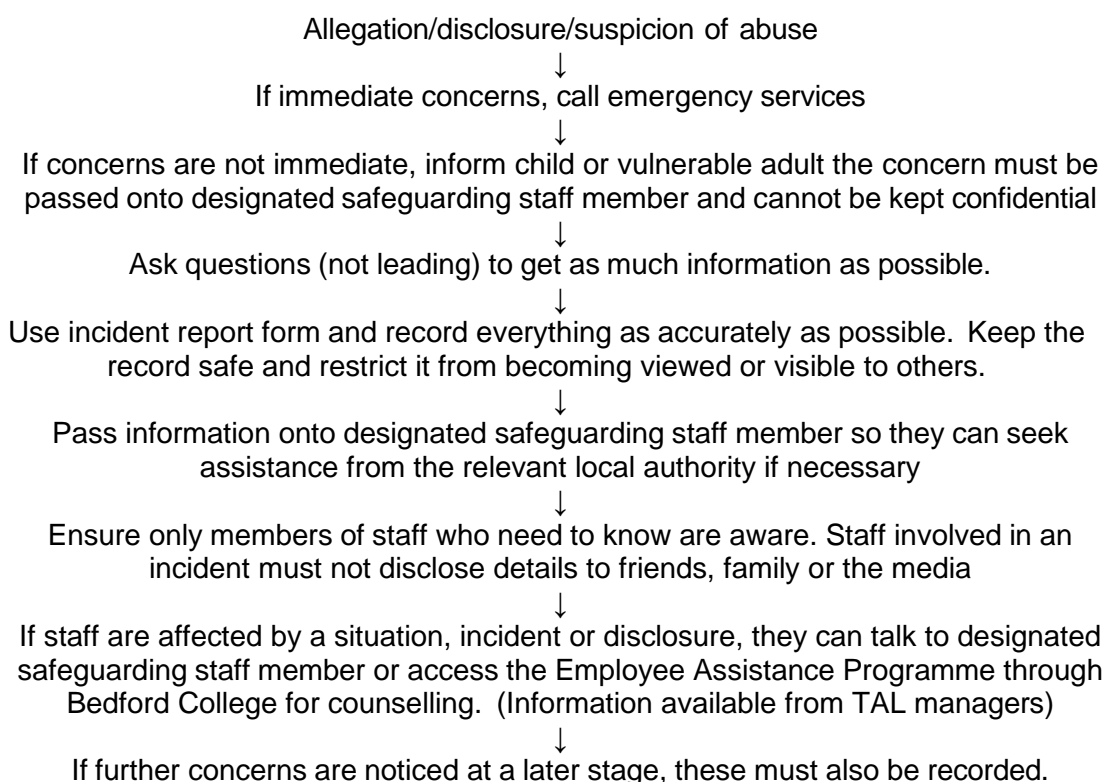 Allegation/disclosure/suspicion of abuse
↓
If immediate concerns, call emergency services
↓
If concerns are not immediate, inform child or vulnerable adult the concern must be
passed onto designated safeguarding staff member and cannot be kept confidential
↓
Ask questions (not leading) to get as much information as possible.
↓
Use incident report form and record everything as accurately as possible.  Keep the
record safe and restrict it from becoming viewed or visible to others.
↓
Pass information onto designated safeguarding staff member so they can seek
assistance from the relevant local authority if necessary
↓
Ensure only members of staff who need to know are aware. Staff involved in an
incident must not disclose details to friends, family or the media
↓
If staff are affected by a situation, incident or disclosure, they can talk to designated
safeguarding staff member or access the Employee Assistance Programme through
Bedford College for counselling.  (Information available from TAL managers)
↓
If further concerns are noticed at a later stage, these must also be recorded.